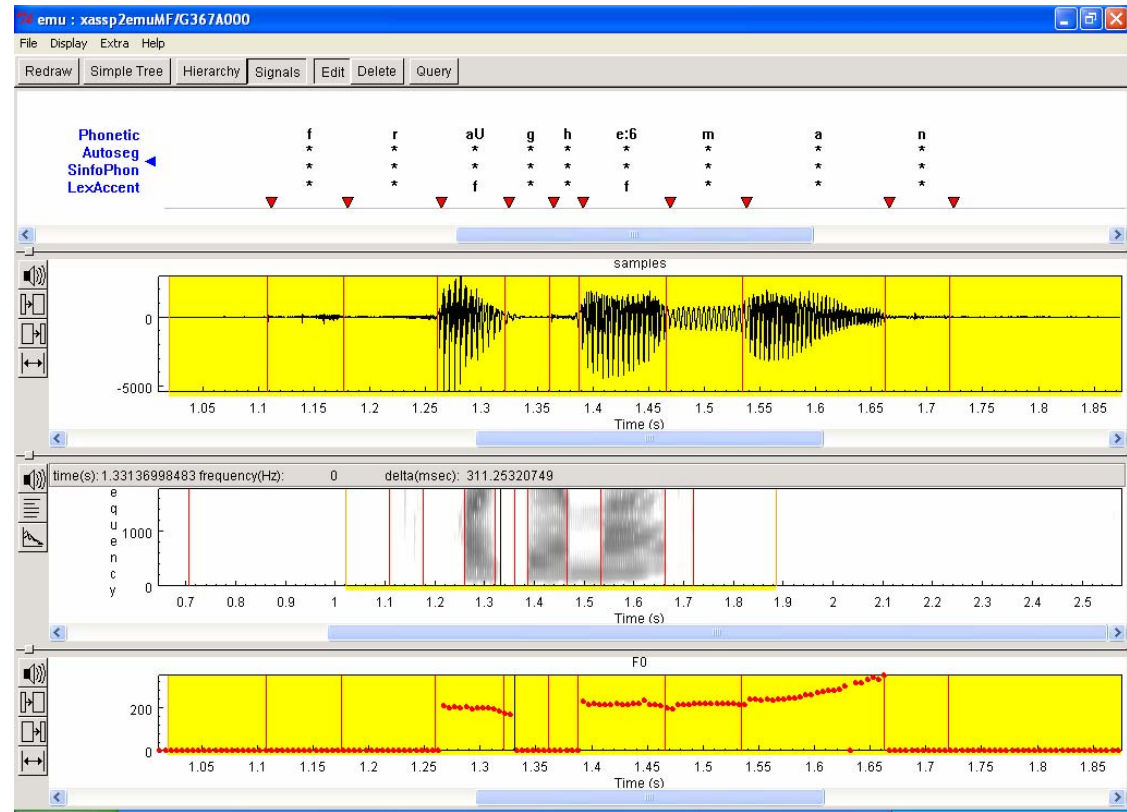 emu : xassp2emuMF/G367A000
File Display Extra Help
Redraw Simple Tree Hierarchy Signals Edit Delete Query
Phonetic f r aU g h e:6 m a n
Autoseg * * * * * * * * *
SinfoPhon * * * * * * * * *
LexAccent * * f * * f * * *
samples
0
-5000
1.05 1.1 1.15 1.2 1.25 1.3 1.35 1.4 1.45 1.5 1.55 1.6 1.65 1.7 1.75 1.8 1.85
Time (s)
time(s): 1.33136998483 frequency(Hz): 0 delta(msec): 311.25320749
equency
1000
0
0.7 0.8 0.9 1 1.1 1.2 1.3 1.4 1.5 1.6 1.7 1.8 1.9 2 2.1 2.2 2.3 2.4 2.5
Time (s)
F0
200
0
1.05 1.1 1.15 1.2 1.25 1.3 1.35 1.4 1.45 1.5 1.55 1.6 1.65 1.7 1.75 1.8 1.85
Time (s)